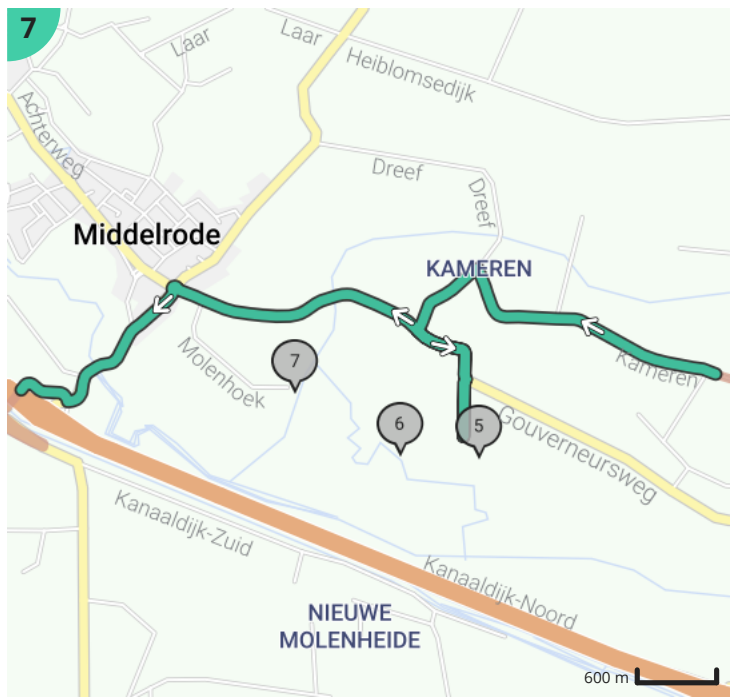 7
Laar
Laar
Heiblomsedijk
Achterweg
Dreef
Dreef
Middelrode
KAMEREN
Kameren
Molenhoek
7
6
5
Gouverneursweg
Kanaaldijk-Zuid
Kanaaldijk-Noord
NIEUWE
MOLENHEIDE
600 m